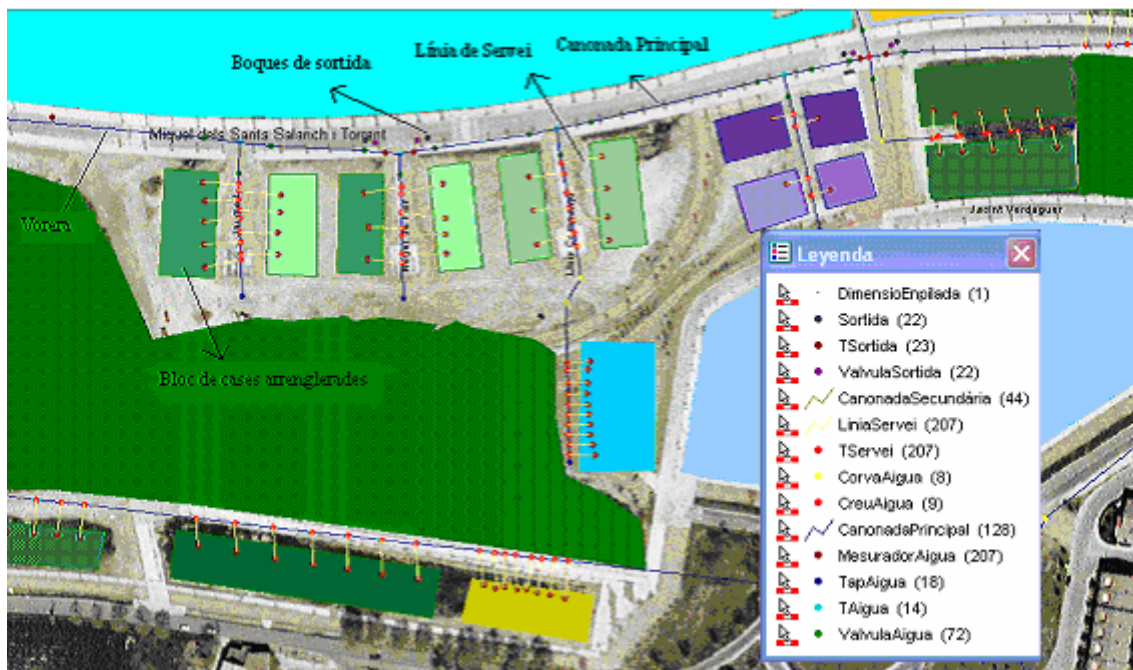 Canonada Principal
Línia de Servei
Boques de sortida
Miquel dels Sants Salanch i Torrent
Vorera
Jacint Verdaguer
Bloc de cases arrenglerades
Leyenda
DimensioEnpilada (1)
Sortida (22)
TSortida (23)
ValvulaSortida (22)
CanonadaSecundária (44)
LiniaServei (207)
TServei (207)
CorvaAigua (8)
CreuAigua (9)
CanonadaPrincipal (128)
MesuradorAigua (207)
TapAigua (18)
TAigua (14)
ValvulaAigua (72)